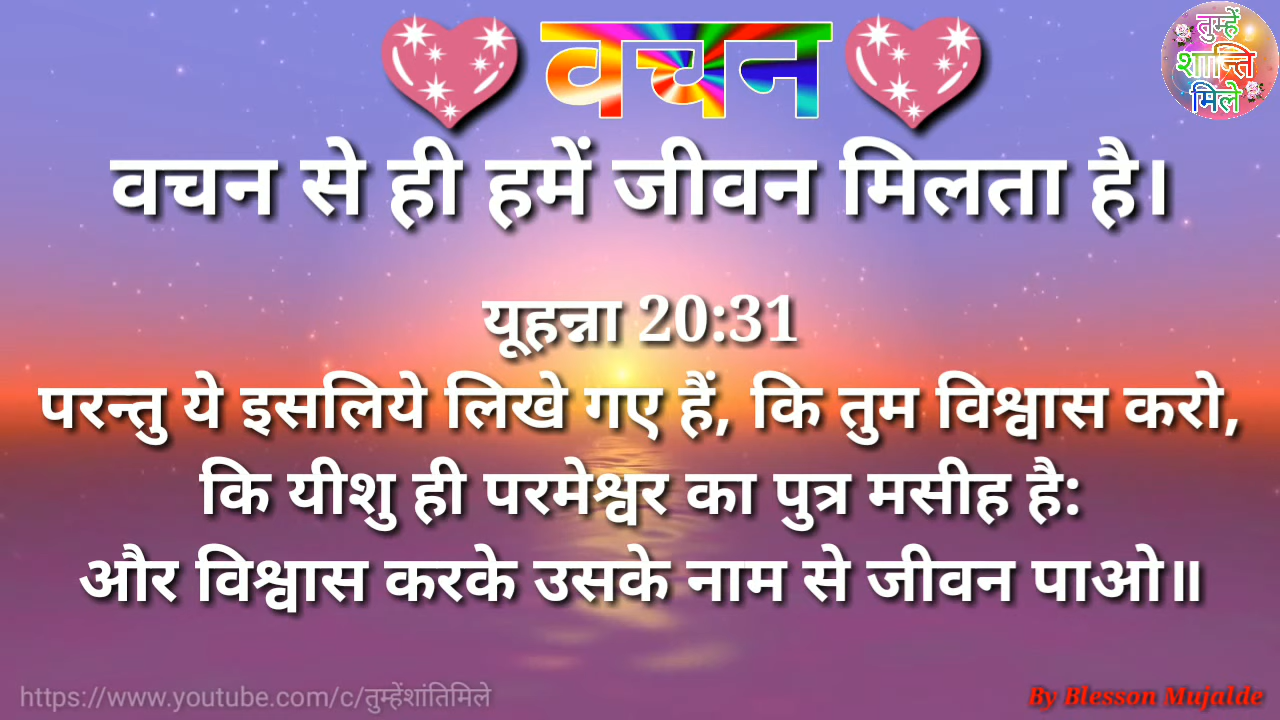 वचन
तुम्हें
शान्ति
मिले
वचन से ही हमें जीवन मिलता है।
यूहन्ना 20:31
परन्तु ये इसलिये लिखे गए हैं, कि तुम विश्वास करो,
कि यीशु ही परमेश्वर का पुत्र मसीह है:
और विश्वास करके उसके नाम से जीवन पाओ॥
https://www.youtube.com/c/तुम्हेंशांतिमिले
By Blesson Mujalde